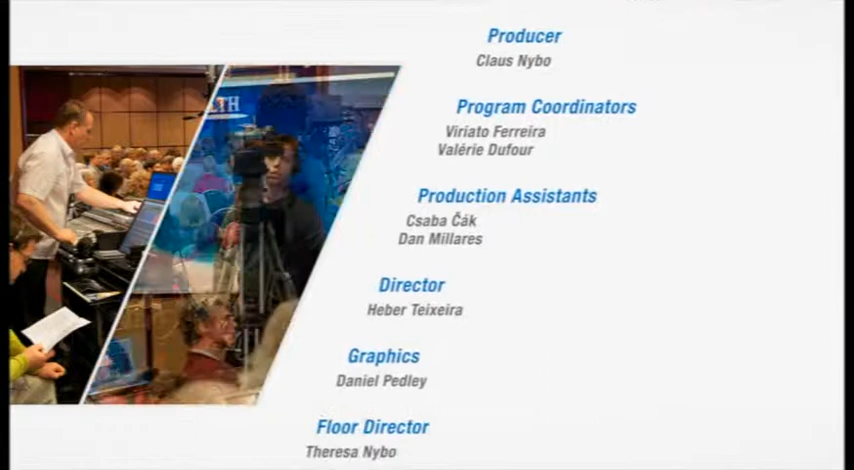 Producer
Claus Nybo
Program Coordinators
Viriato Ferreira
Valérie Dufour
Production Assistants
Csaba Čák
Dan Millares
Director
Heber Teixeira
Graphics
Daniel Pedley
Floor Director
Theresa Nybo